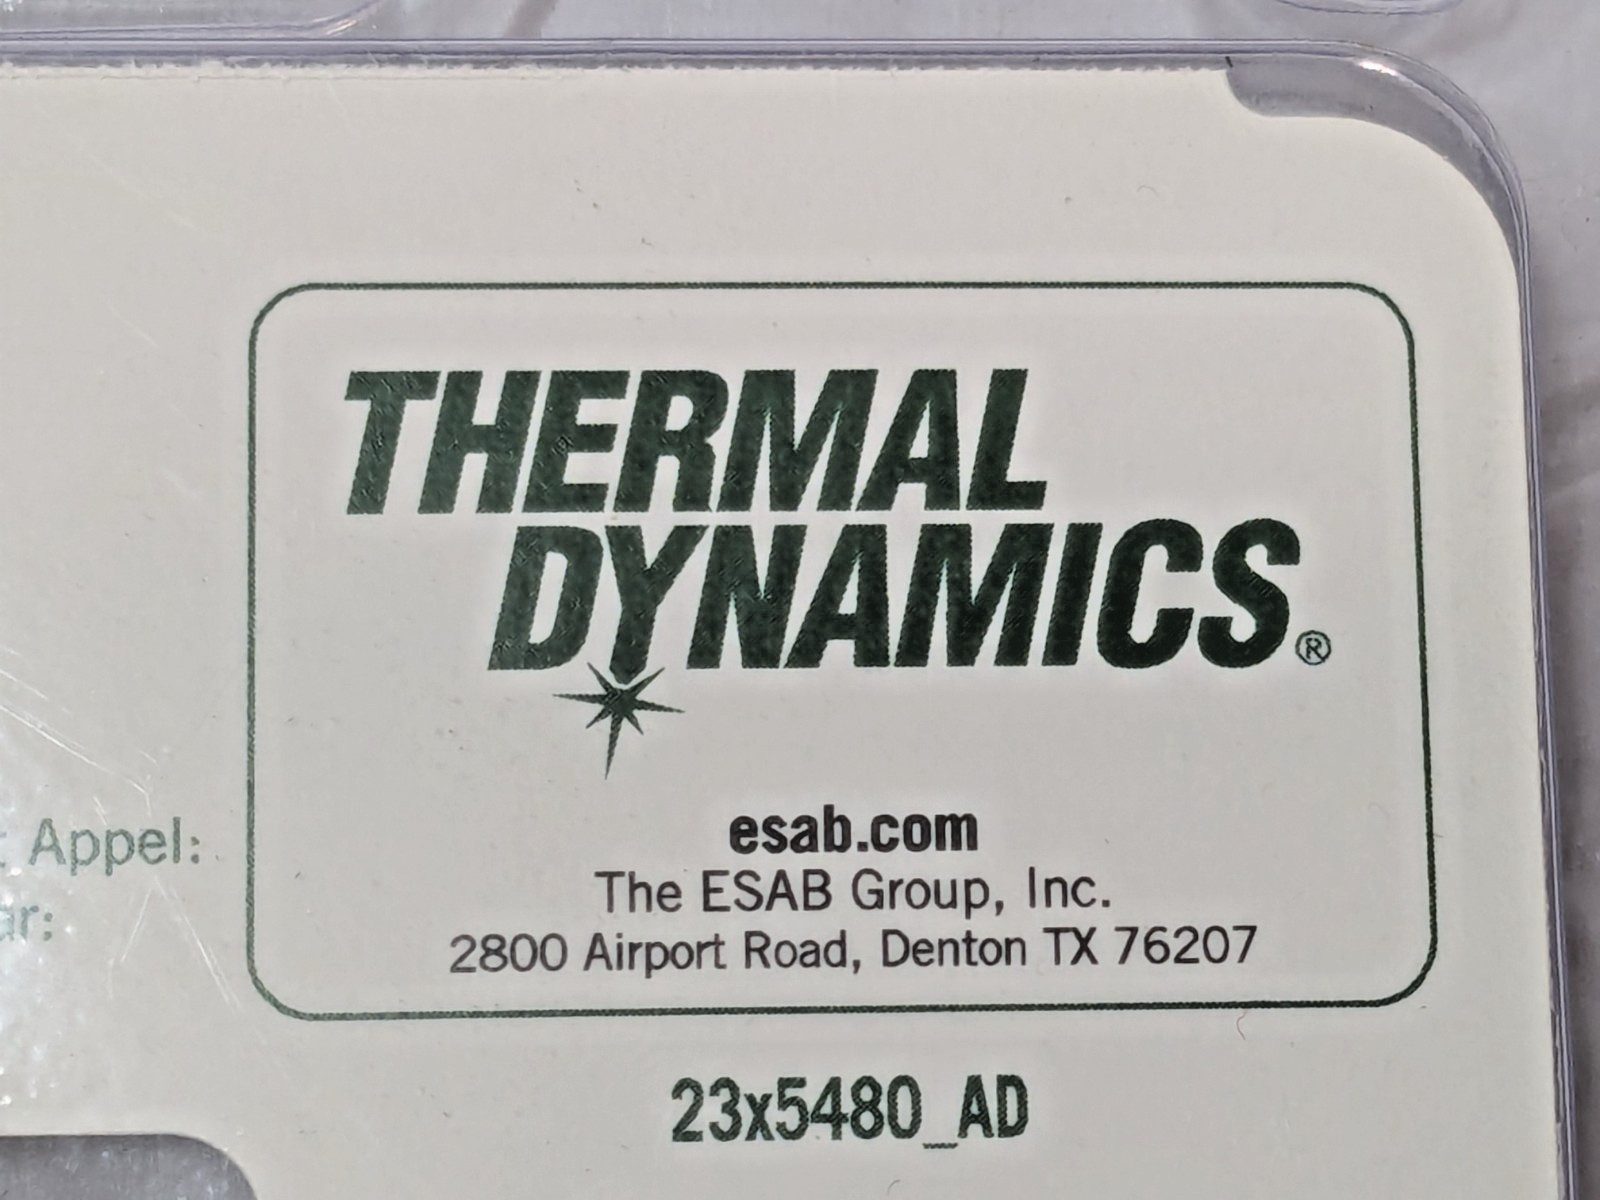 THERMAL
DYNAMICS®
esab.com
The ESAB Group, Inc.
2800 Airport Road, Denton TX 76207
Appel:
23x5480_AD